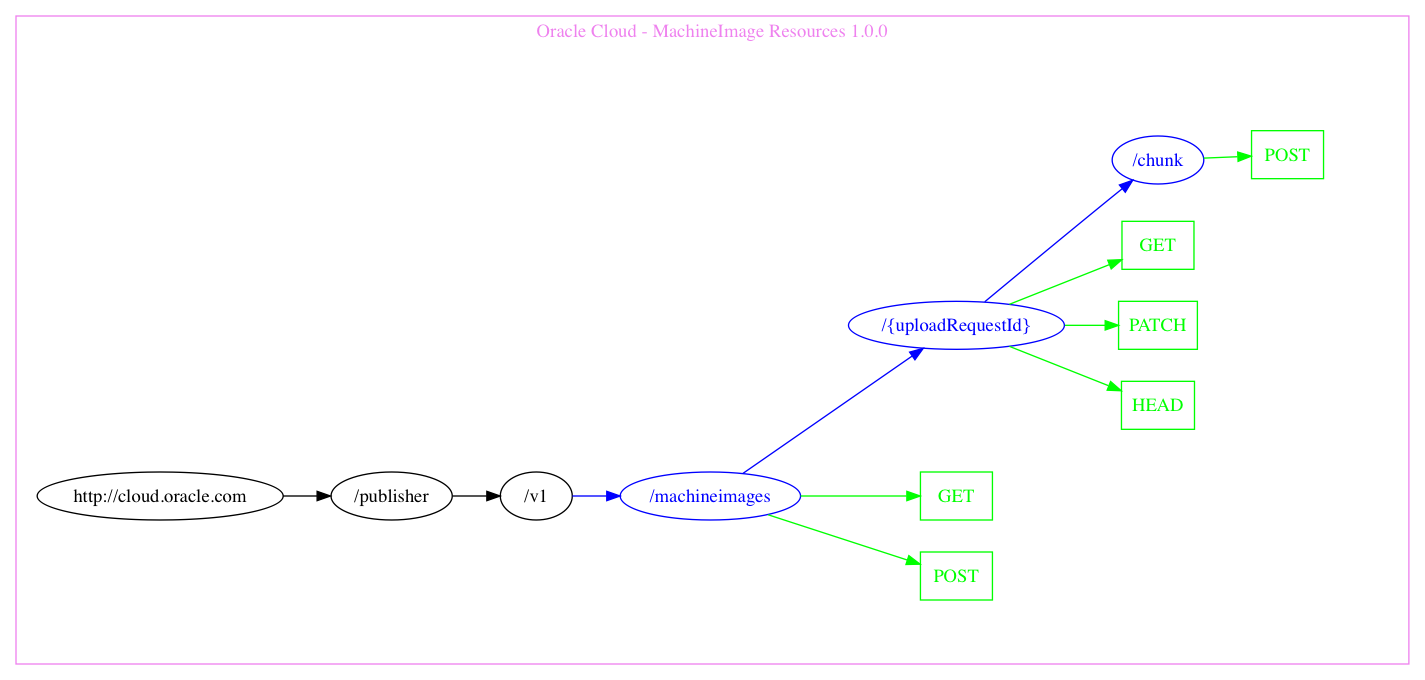 Oracle Cloud - MachineImage Resources 1.0.0
/chunk
POST
GET
/{uploadRequestId}
PATCH
HEAD
http://cloud.oracle.com
/publisher
/v1
/machineimages
GET
POST